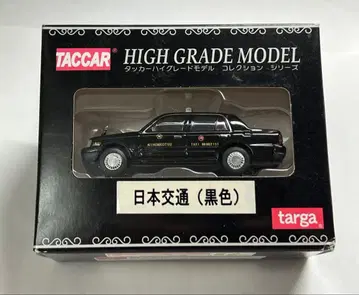 TACCAR
HIGH GRADE MODEL
タッカーハイグレードモデル コレクション シリーズ
日本交通（黒色）
targa